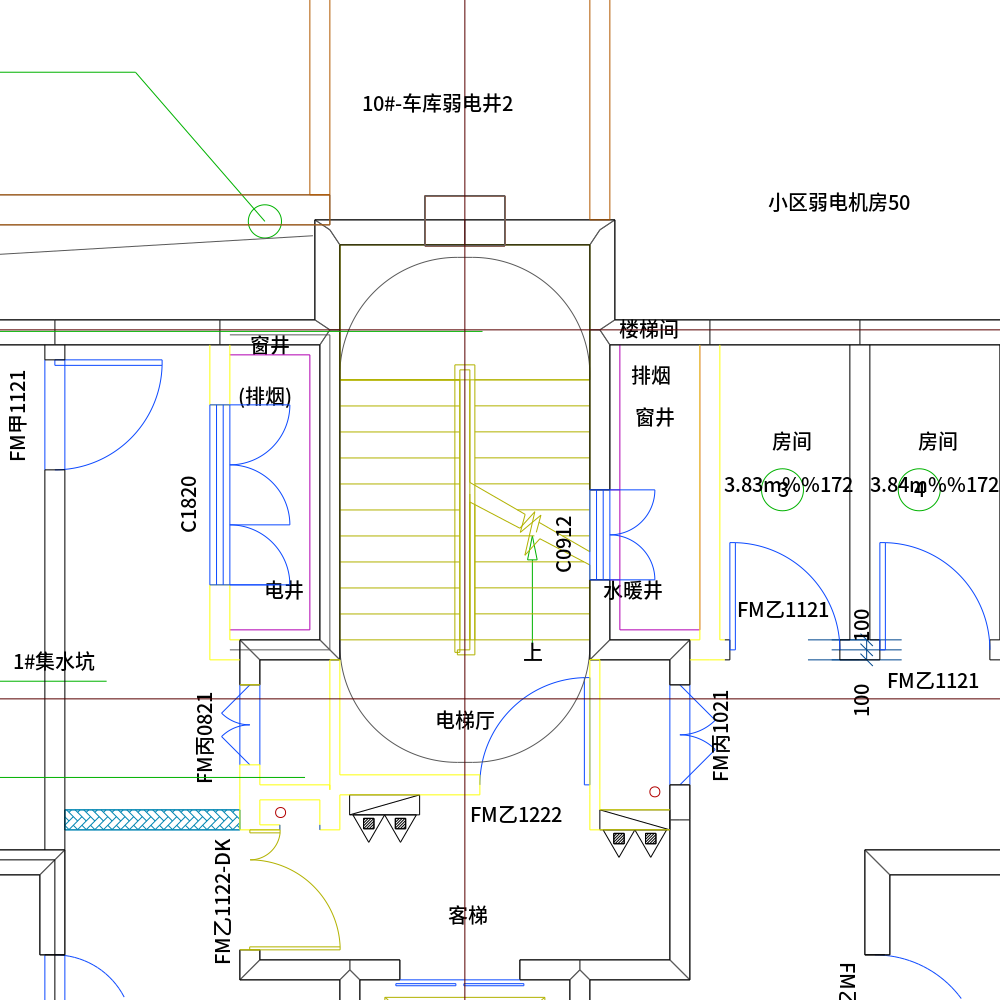 10#-车库弱电井2
小区弱电机房50
窗井
楼梯间
(排烟)
排烟
窗井
FM甲1121
C1820
房间
房间
3.83m%%172
3
3.84m%%172
4
C0912
电井
水暖井
FM乙1121
100
上
1#集水坑
FM乙1121
100
FM丙0821
电梯厅
FM丙1021
FM乙1222
FM乙1122-DK
客梯